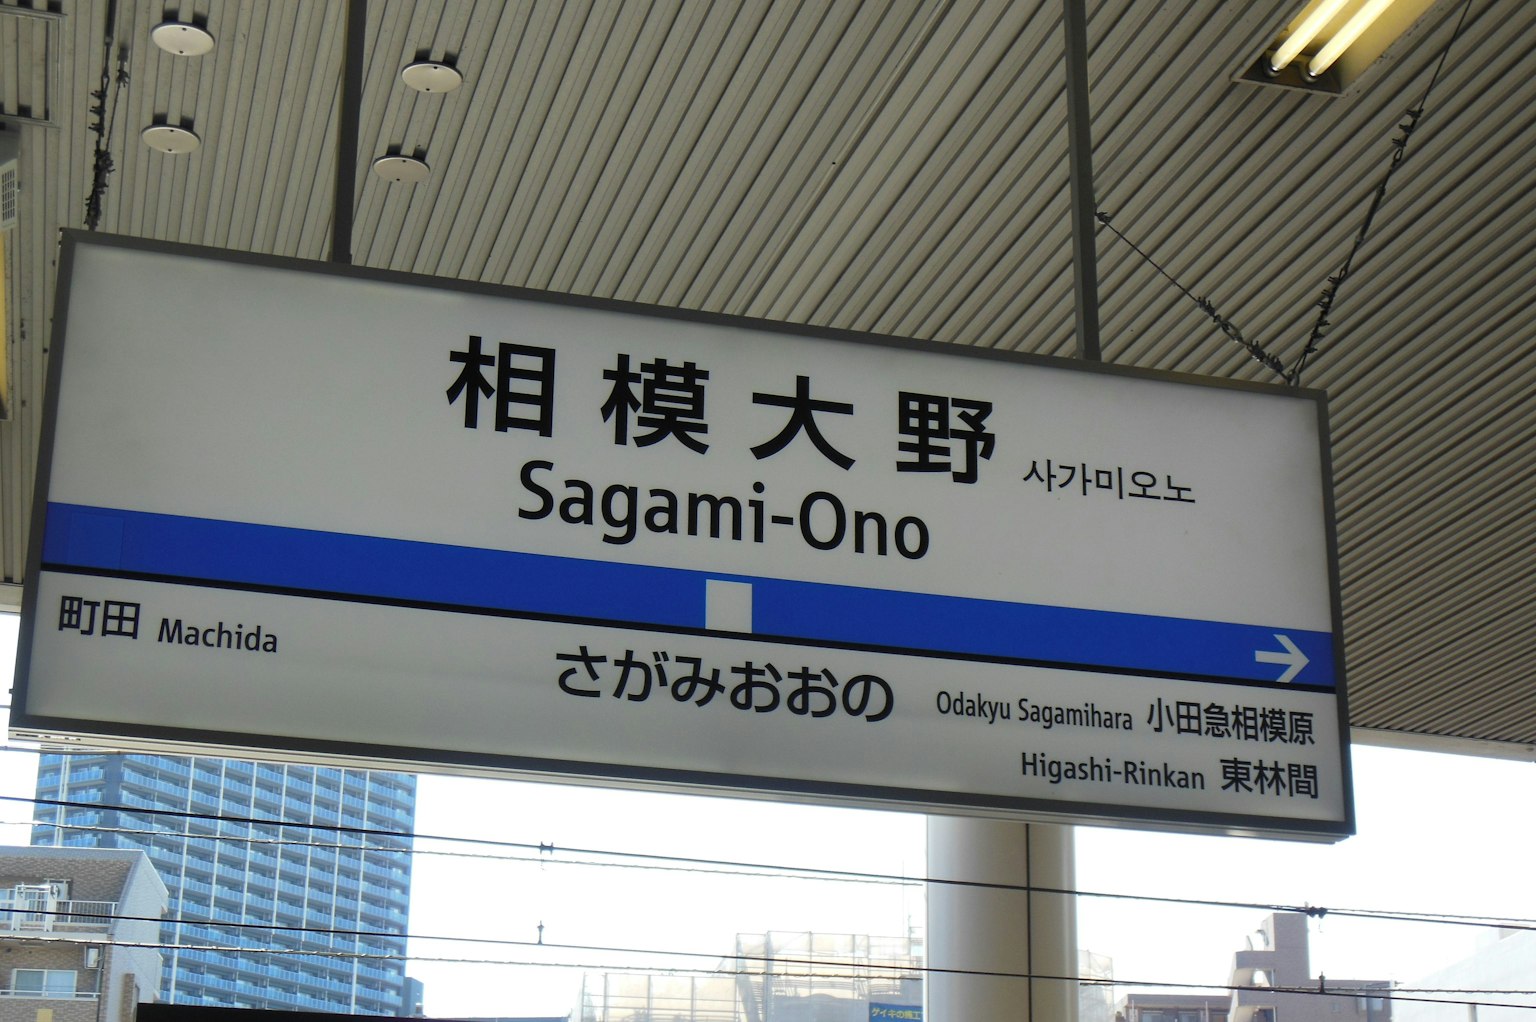 相模大野 사가미오노
Sagami-Ono
町田 Machida
さがみおおの
Odakyu Sagamihara 小田急相模原
Higashi-Rinkan 東林間